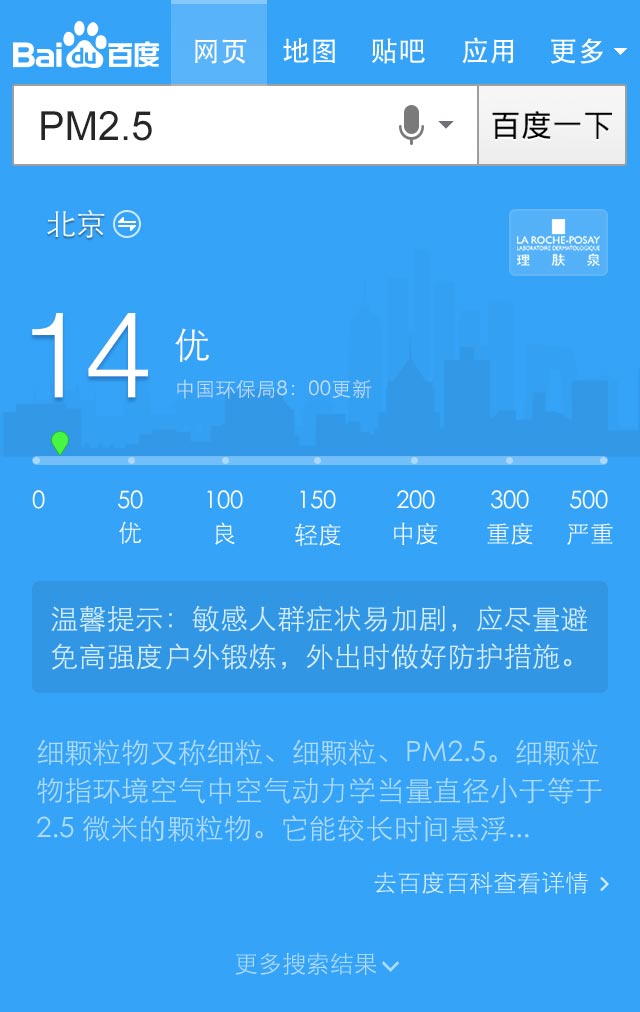 Bai du 百度 网页 地图 贴吧 应用 更多
PM2.5 百度一下
北京
LA ROCHE-POSAY
LABORATOIRE DERMATOLOGIQUE
理肤泉
14 优
中国环保局8：00更新
0 50 100 150 200 300 500
优 良 轻度 中度 重度 严重
温馨提示：敏感人群症状易加剧，应尽量避
免高强度户外锻炼，外出时做好防护措施。
细颗粒物又称细粒、细颗粒、PM2.5。细颗粒
物指环境空气中空气动力学当量直径小于等于
2.5 微米的颗粒物。它能较长时间悬浮...
去百度百科查看详情 >
更多搜索结果